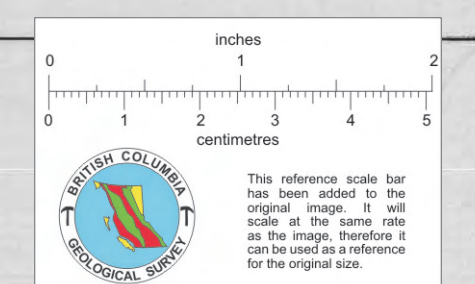 inches
0 1 2
0 1 2 3 4 5
centimetres
BRITISH COLUMBIA
GEOLOGICAL SURVEY
This reference scale bar
has been added to the
original image. It will
scale at the same rate
as the image, therefore it
can be used as a reference
for the original size.